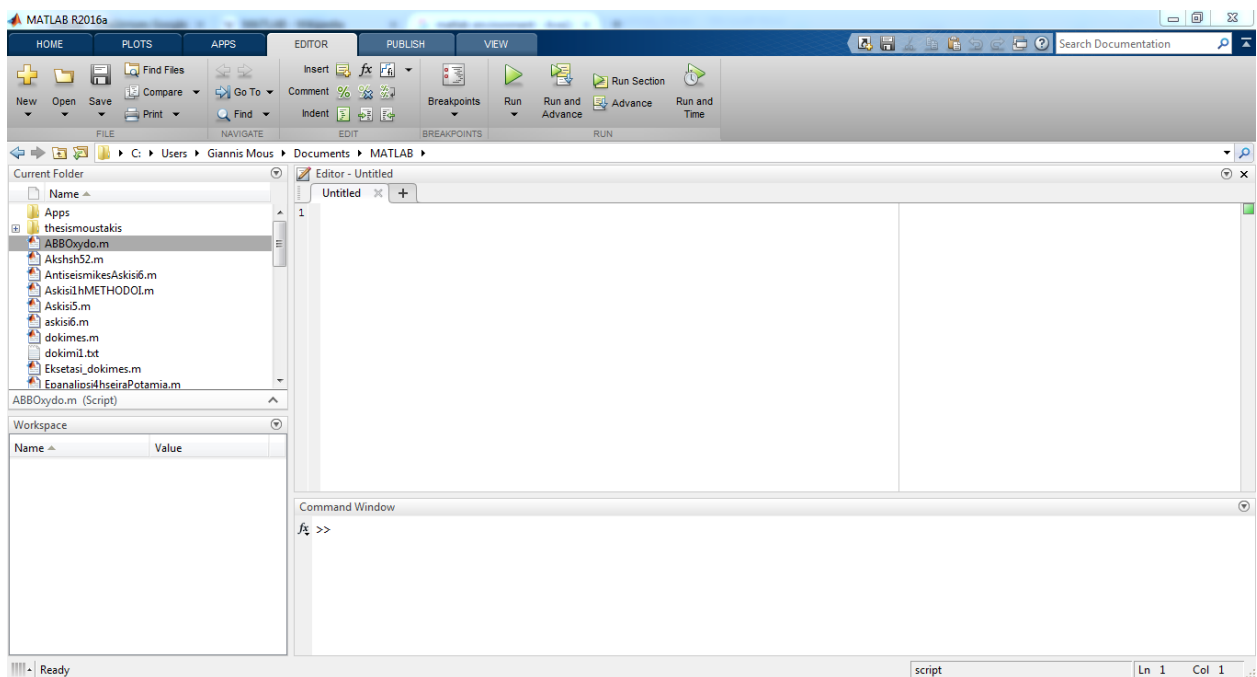 MATLAB R2016a
HOME PLOTS APPS EDITOR PUBLISH VIEW Search Documentation
New Open Save Find Files Compare Print
FILE
Go To Find
NAVIGATE
Insert fx
Comment %
Indent
EDIT
Breakpoints
BREAKPOINTS
Run Run and Advance Run Section Advance Run and Time
RUN
C: Users Giannis Mous Documents MATLAB
Current Folder
Name
Apps
thesismoustakis
ABBOxydo.m
Akshsh52.m
AntiseismikesAskisi6.m
Askisi1hMETHODOI.m
Askisi5.m
askisi6.m
dokimes.m
dokimi1.txt
Eksetasi_dokimes.m
Epanalipsi4hseiraPotamia.m
ABBOxydo.m (Script)
Workspace
Name Value
Editor - Untitled
Untitled +
1
Command Window
fx >>
Ready script Ln 1 Col 1